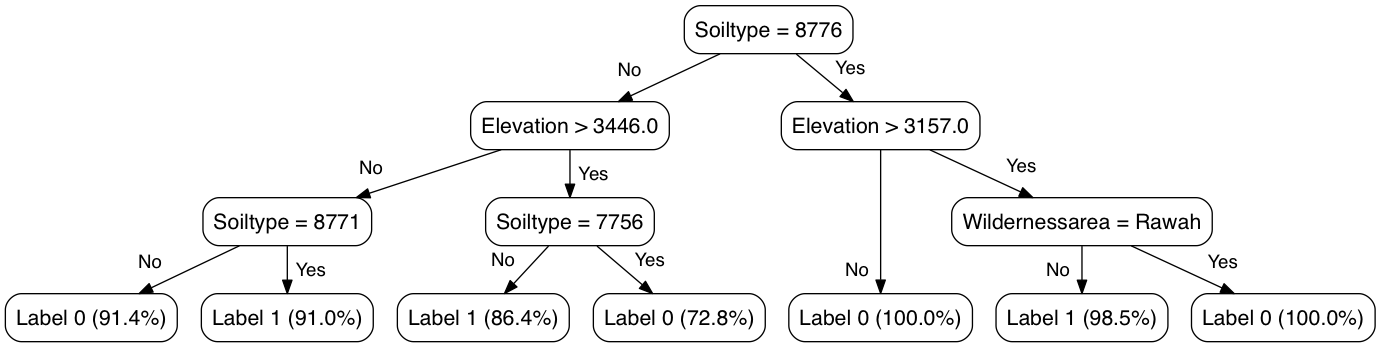 Soiltype = 8776
No
Yes
Elevation > 3446.0
Elevation > 3157.0
No
Yes
Yes
Soiltype = 8771
Soiltype = 7756
Wildernessarea = Rawah
No
Yes
No
Yes
No
No
Yes
Label 0 (91.4%)
Label 1 (91.0%)
Label 1 (86.4%)
Label 0 (72.8%)
Label 0 (100.0%)
Label 1 (98.5%)
Label 0 (100.0%)